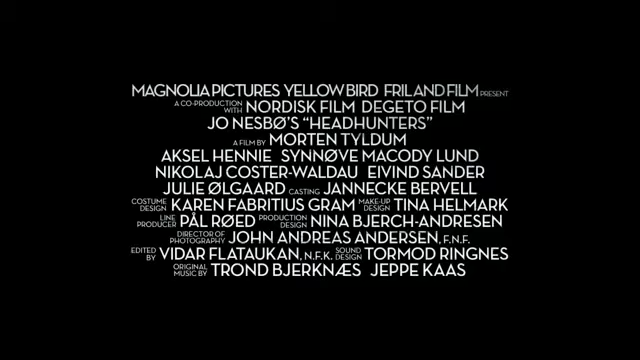 MAGNOLIA PICTURES YELLOW BIRD FRILAND FILM PRESENT
A CO-PRODUCTION WITH NORDISK FILM DEGETO FILM
JO NESBØ'S "HEADHUNTERS"
A FILM BY MORTEN TYLDUM
AKSEL HENNIE SYNNØVE MACODY LUND
NIKOLAJ COSTER-WALDAU EIVIND SANDER
JULIE ØLGAARD CASTING JANNECKE BERVELL
COSTUME DESIGN KAREN FABRITIUS GRAM MAKE-UP DESIGN TINA HELMARK
LINE PRODUCER PÅL RØED PRODUCTION DESIGN NINA BJERCH-ANDRESEN
DIRECTOR OF PHOTOGRAPHY JOHN ANDREAS ANDERSEN, F.N.F.
EDITED BY VIDAR FLATAUKAN, N.F.K. SOUND DESIGN TORMOD RINGNES
ORIGINAL MUSIC BY TROND BJERKNÆS JEPPE KAAS